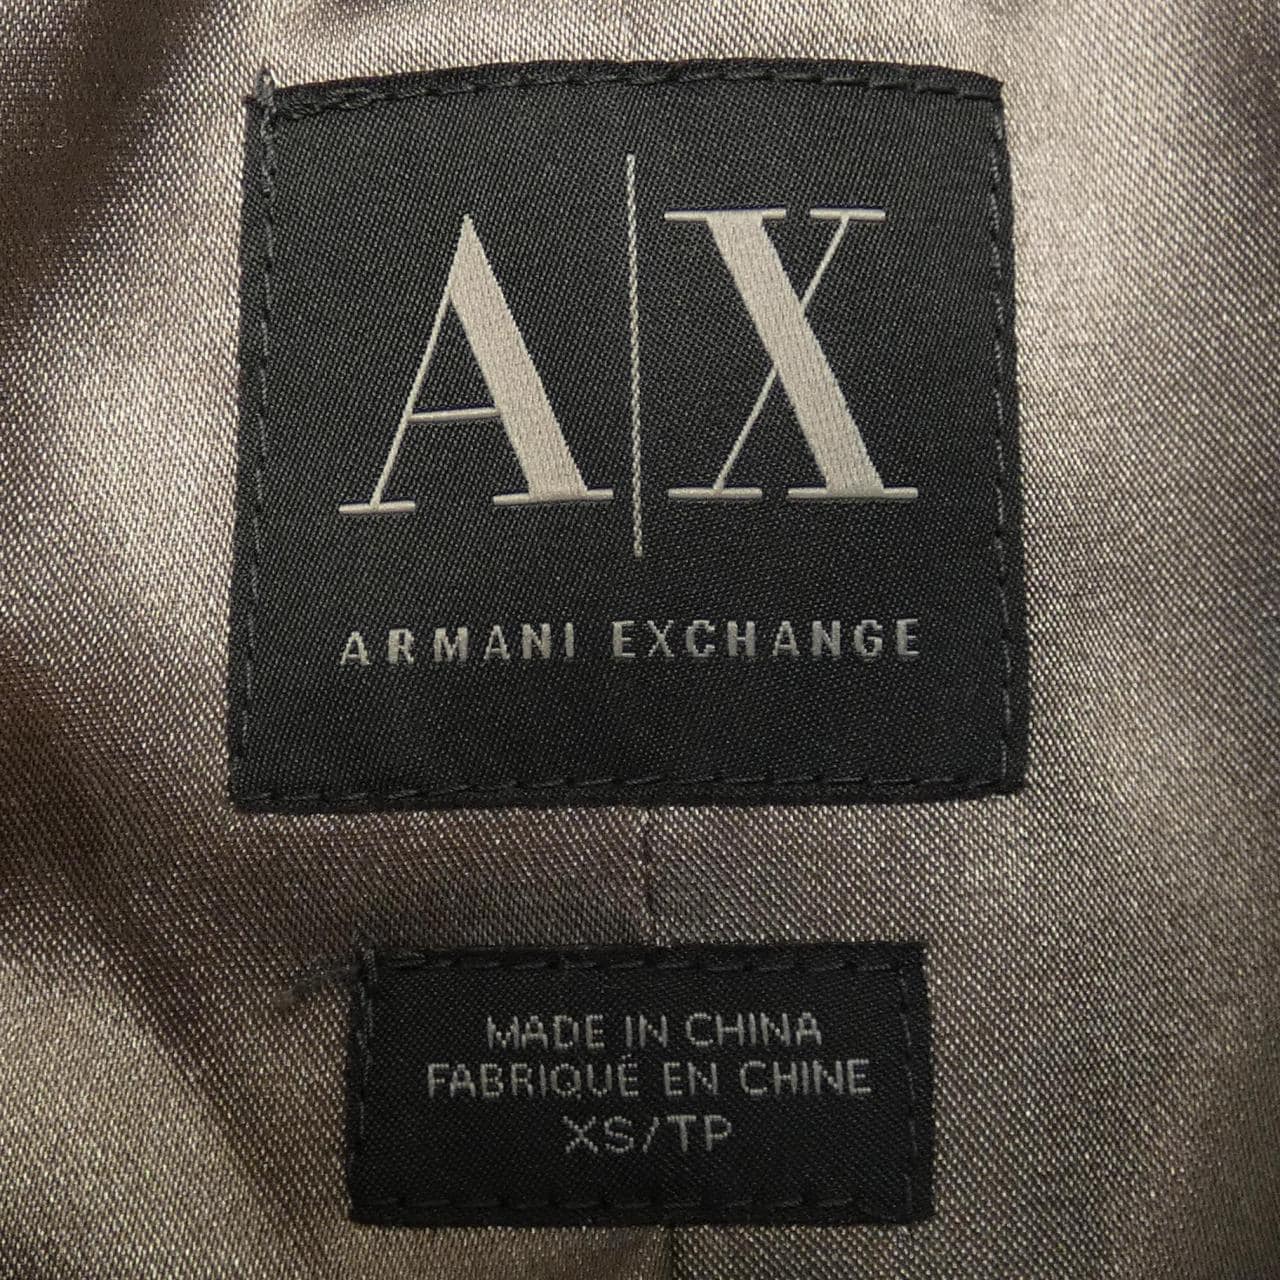 A|X
ARMANI EXCHANGE
MADE IN CHINA
FABRIQUÉ EN CHINE
XS/TP